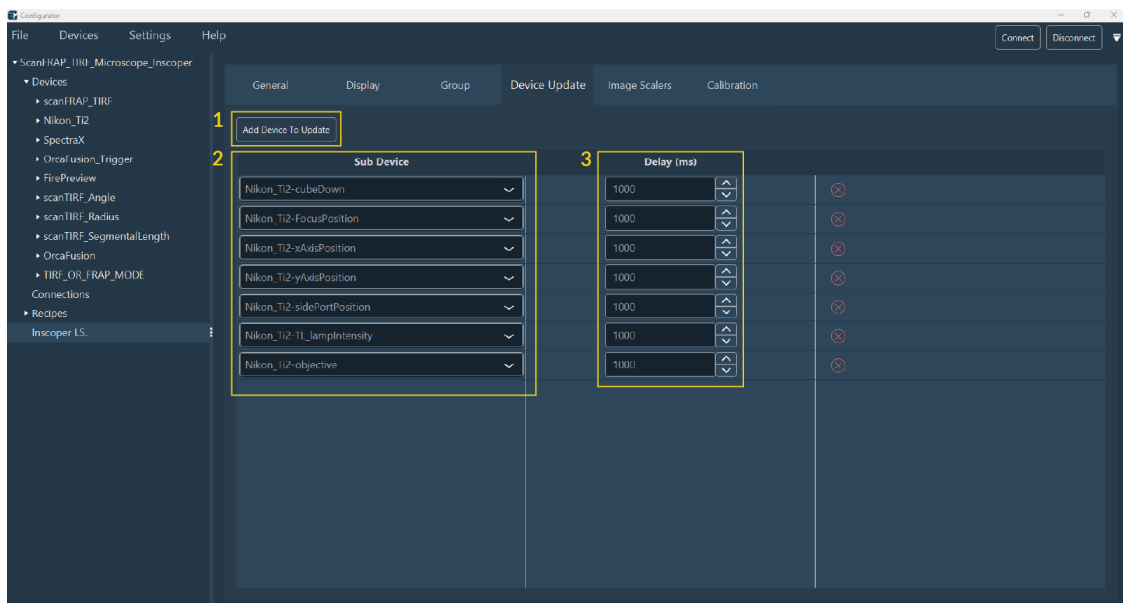 Configurator
File Devices Settings Help
Connect Disconnect
ScanFRAP_TIRF_Microscope_Inscoper
Devices
scanFRAP_TIRF
Nikon_Ti2
SpectraX
OrcaFusion_Trigger
FirePreview
scanTIRF_Angle
scanTIRF_Radius
scanTIRF_SegmentalLength
OrcaFusion
TIRF_OR_FRAP_MODE
Connections
Recipes
Inscoper I.S.
General Display Group Device Update Image Scalers Calibration
1 Add Device To Update
2 Sub Device 3 Delay (ms)
Nikon_Ti2-cubeDown 1000
Nikon_Ti2-FocusPosition 1000
Nikon_Ti2-xAxisPosition 1000
Nikon_Ti2-yAxisPosition 1000
Nikon_Ti2-sidePortPosition 1000
Nikon_Ti2-TL_lampIntensity 1000
Nikon_Ti2-objective 1000